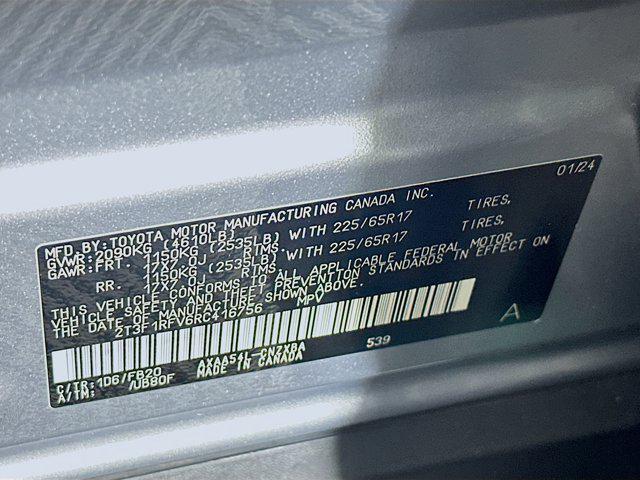 01/24
MFD BY:TOYOTA MOTOR MANUFACTURING CANADA INC.
GVWR:2090KG (4610LB)
GAWR:FRT. 1150KG (2535LB) WITH 225/65R17 TIRES,
17X7.0J RIMS
RR. 1150KG (2535LB) WITH 225/65R17 TIRES,
17X7.0J RIMS.
THIS VEHICLE CONFORMS TO ALL APPLICABLE FEDERAL MOTOR
VEHICLE SAFETY AND THEFT PREVENTION STANDARDS IN EFFECT ON
THE DATE OF MANUFACTURE SHOWN ABOVE.
2T3F1RFV6RC416756 MPV
A
C/TR:1D6/FB20 AXAA54L-CNZXBA 539
A/TM: /UB80F MADE IN CANADA